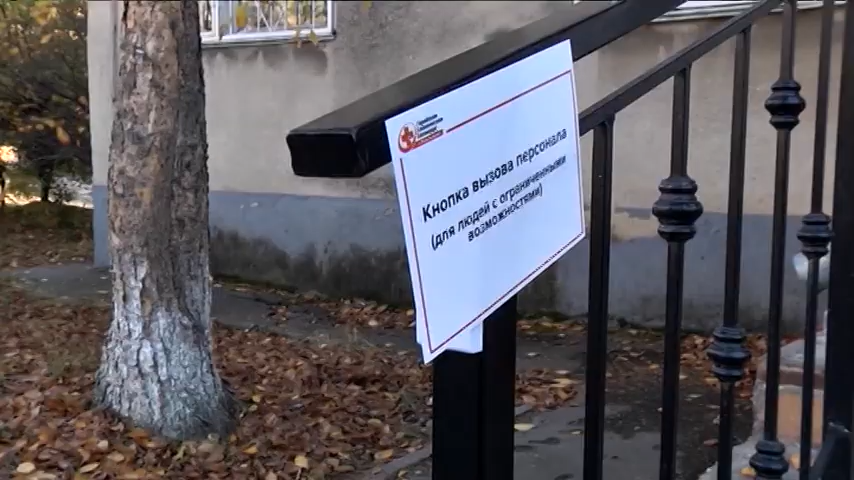 Кнопка вызова персонала
(для людей с ограниченными
возможностями)